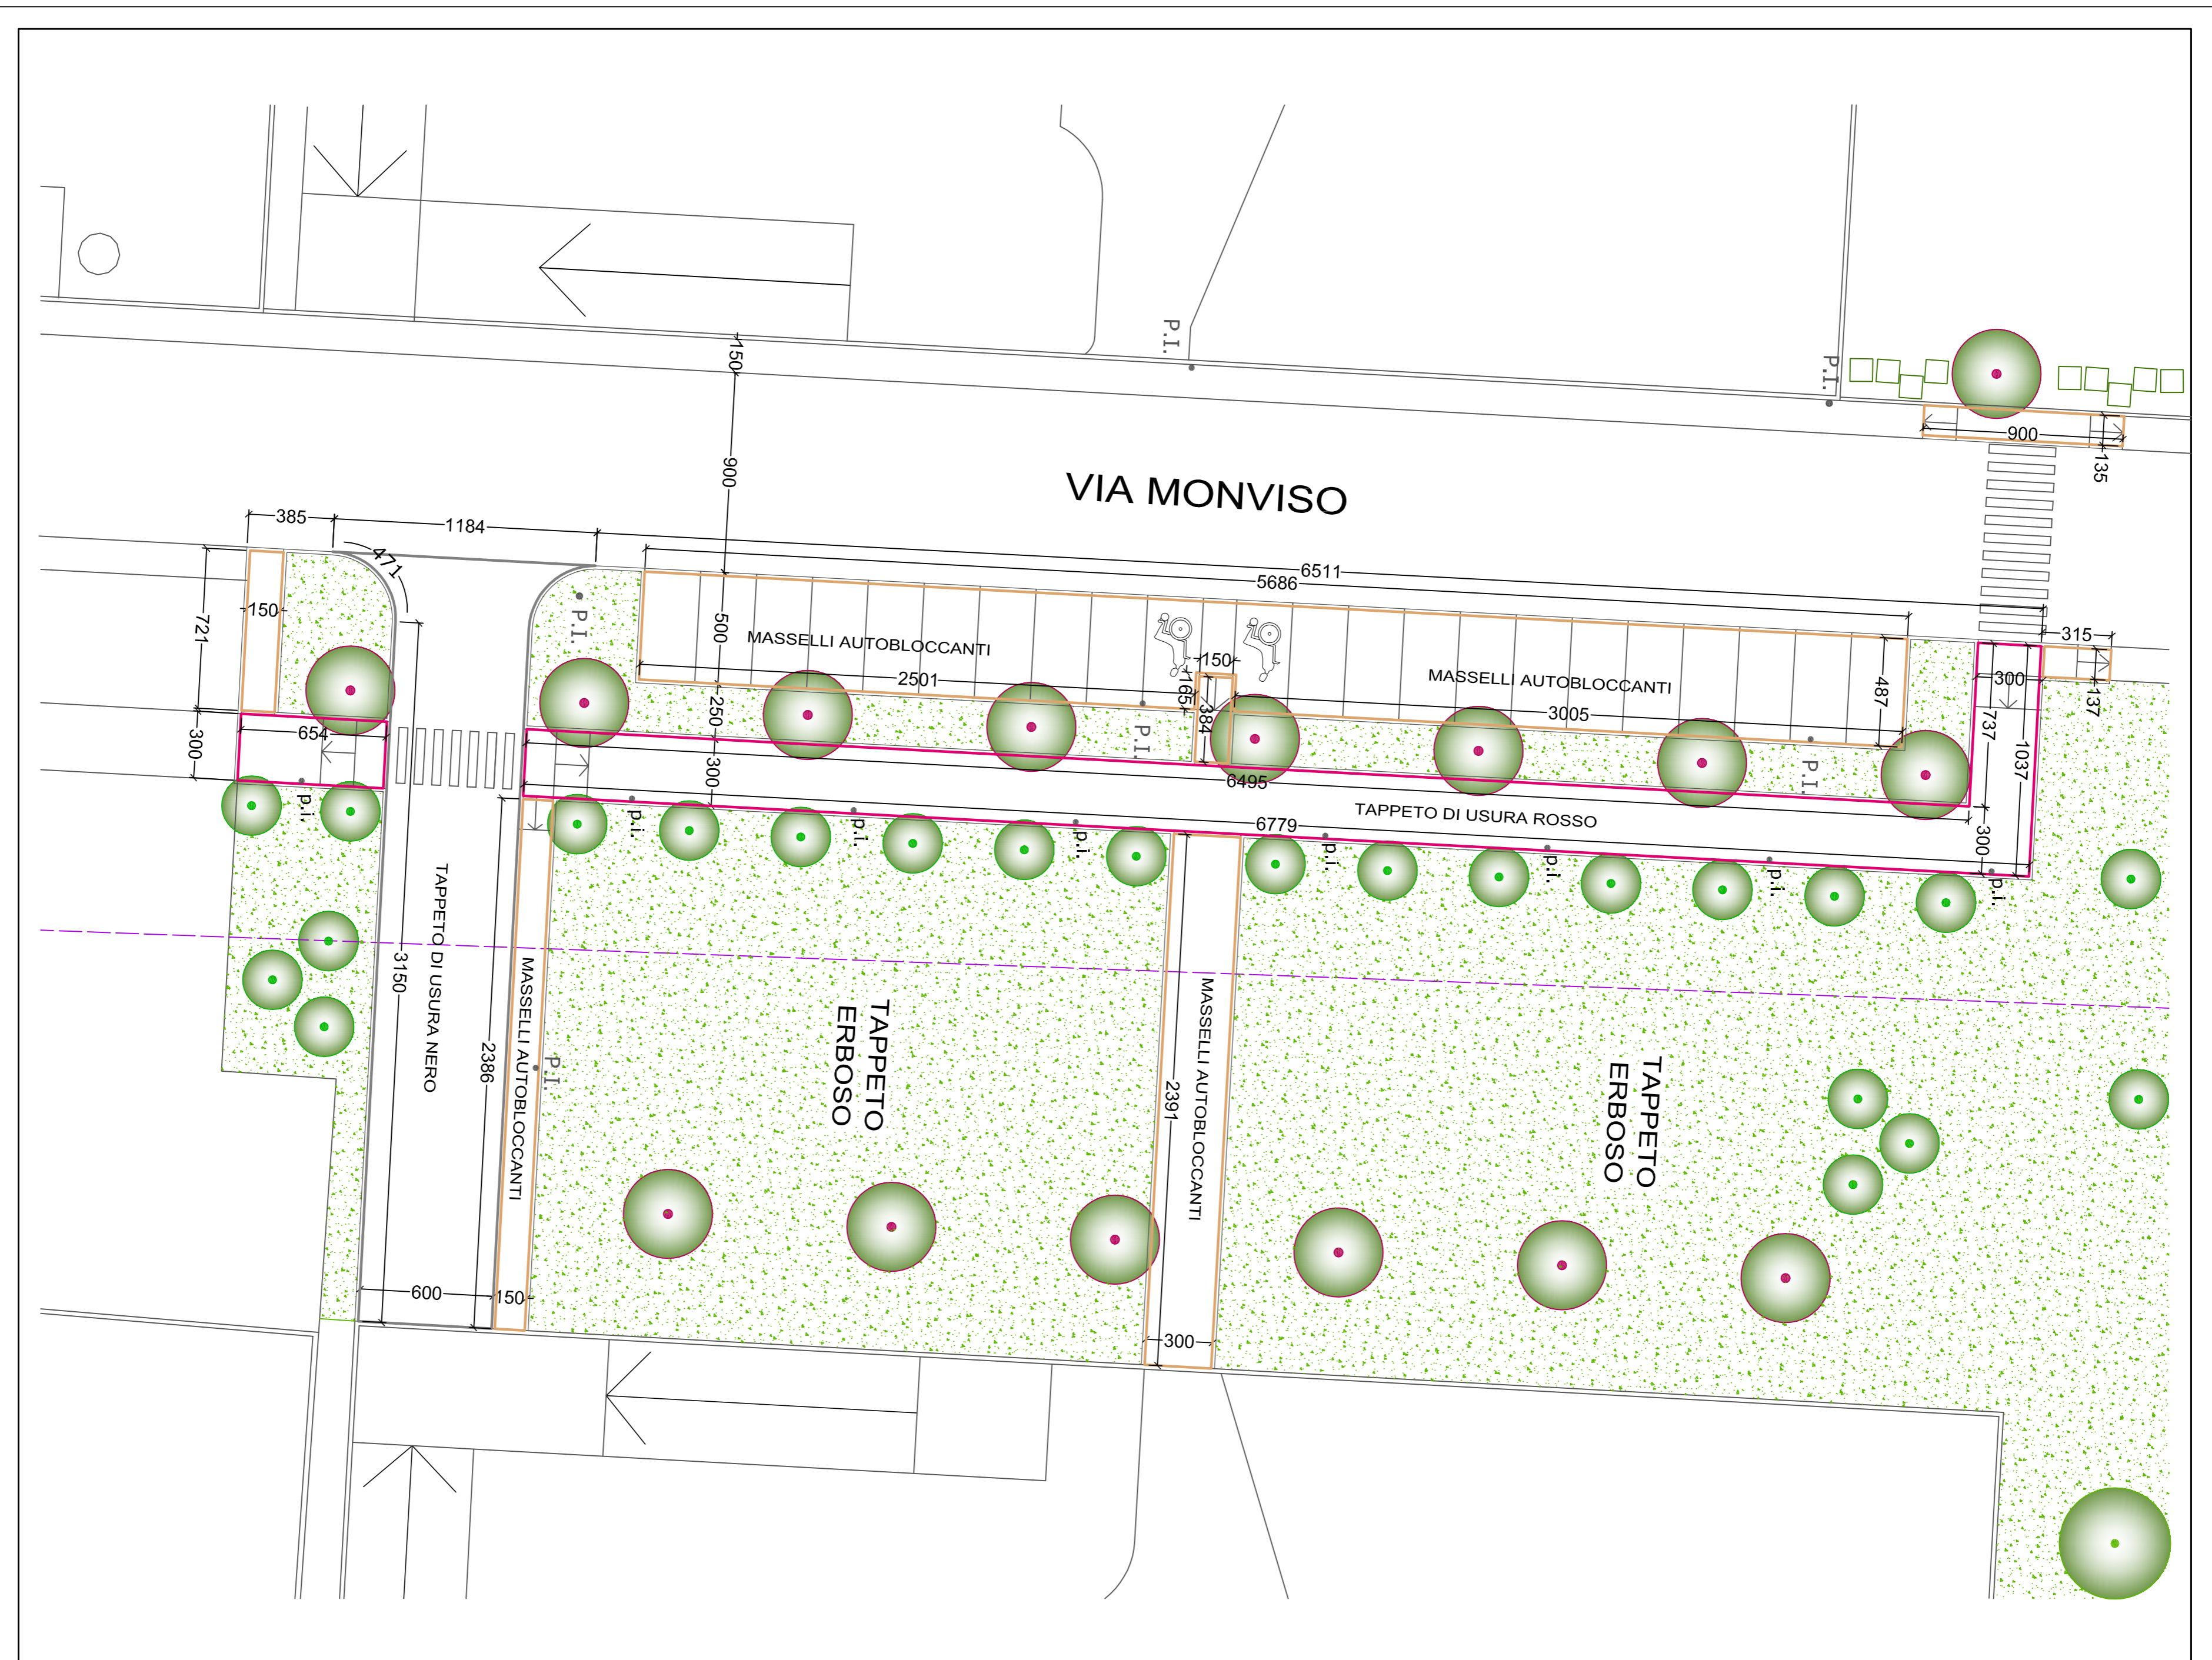 150
P.I.
P.I.
900
135
900
VIA MONVISO
385
1184
471
6511
5686
721
150
P.I.
500
MASSELLI AUTOBLOCCANTI
315
150
165
2501
MASSELLI AUTOBLOCCANTI
487
300
137
250
384
3005
737
1037
300
654
P.I.
P.I.
300
6495
TAPPETO DI USURA ROSSO
6779
300
p.i.
p.i.
p.i.
p.i.
p.i.
p.i.
p.i.
p.i.
TAPPETO DI USURA NERO
3150
2386
MASSELLI AUTOBLOCCANTI
P.I.
TAPPETO
ERBOSO
2391
MASSELLI AUTOBLOCCANTI
TAPPETO
ERBOSO
600
150
300